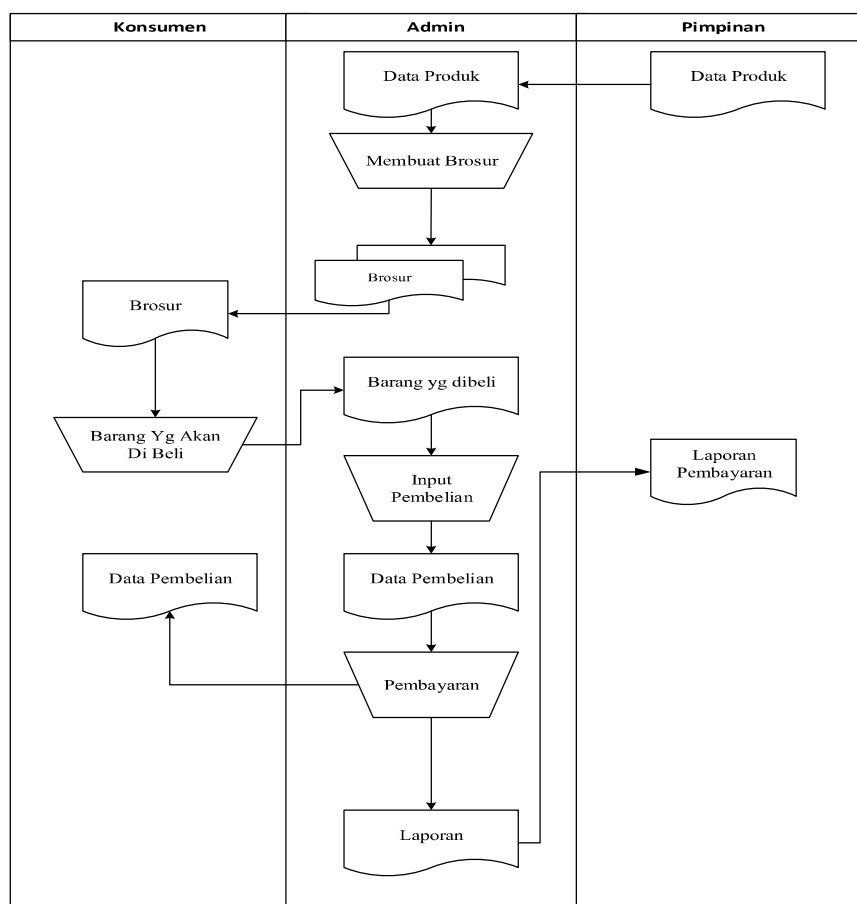 Konsumen
Admin
Pimpinan
Data Produk
Data Produk
Membuat Brosur
Brosur
Brosur
Barang yg dibeli
Barang Yg Akan
Di Beli
Laporan
Pembayaran
Input
Pembelian
Data Pembelian
Data Pembelian
Pembayaran
Laporan